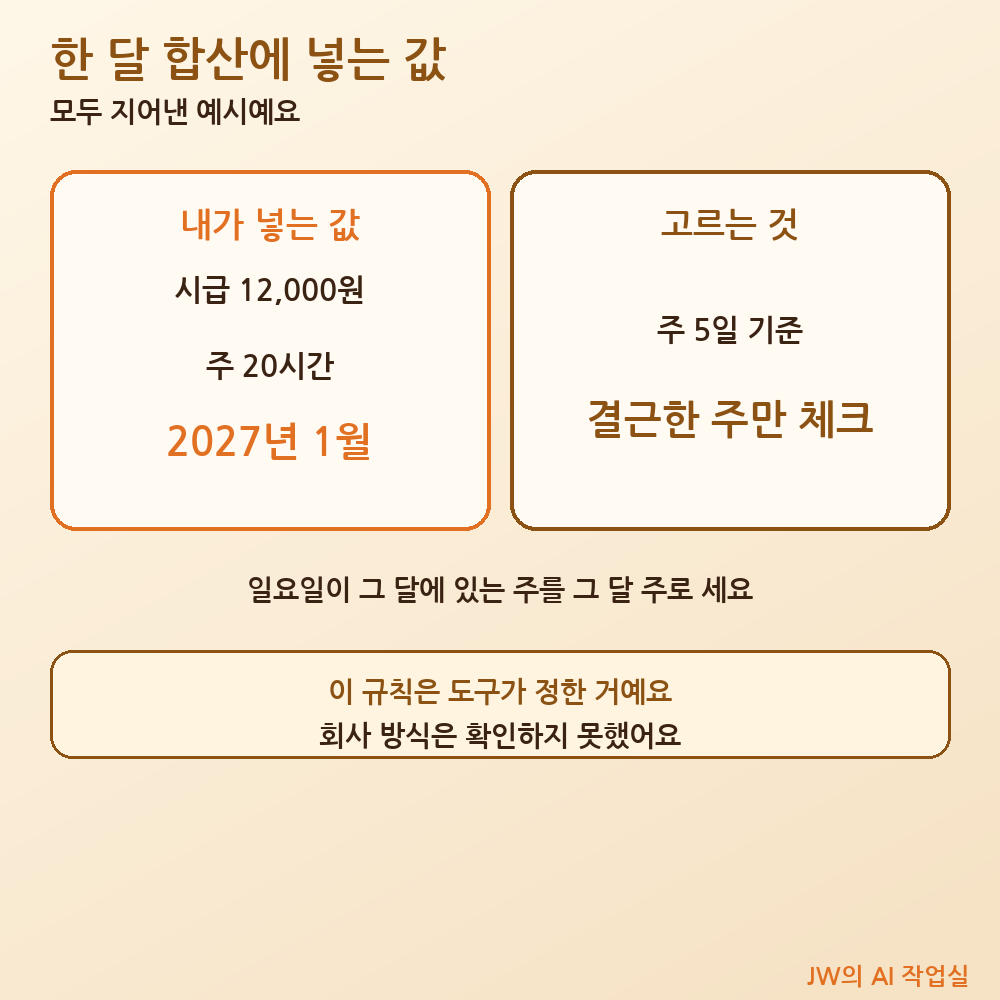 한 달 합산에 넣는 값
모두 지어낸 예시예요
내가 넣는 값
시급 12,000원
주 20시간
2027년 1월
고르는 것
주 5일 기준
결근한 주만 체크
일요일이 그 달에 있는 주를 그 달 주로 세요
이 규칙은 도구가 정한 거예요
회사 방식은 확인하지 못했어요
JW의 AI 작업실